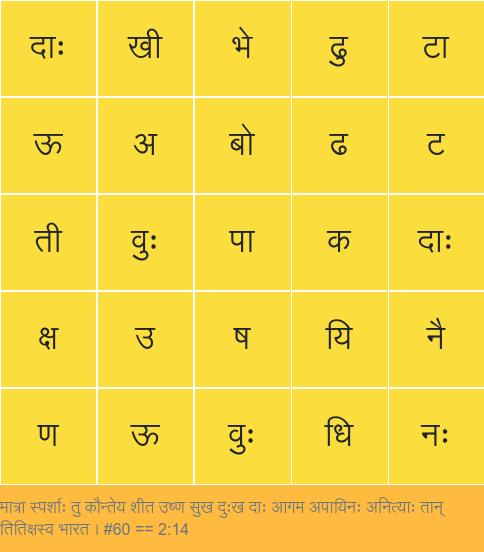 दाः खी भे ढु टा
ऊ अ बो ढ ट
ती वुः पा क दाः
क्ष उ ष यि नै
ण ऊ वुः धि नः
मात्रा स्पर्शाः तु कौन्तेय शीत उष्ण सुख दुःख दाः आगम अपायिनः अनित्याः तान्
तितिक्षस्व भारत । #60 == 2:14